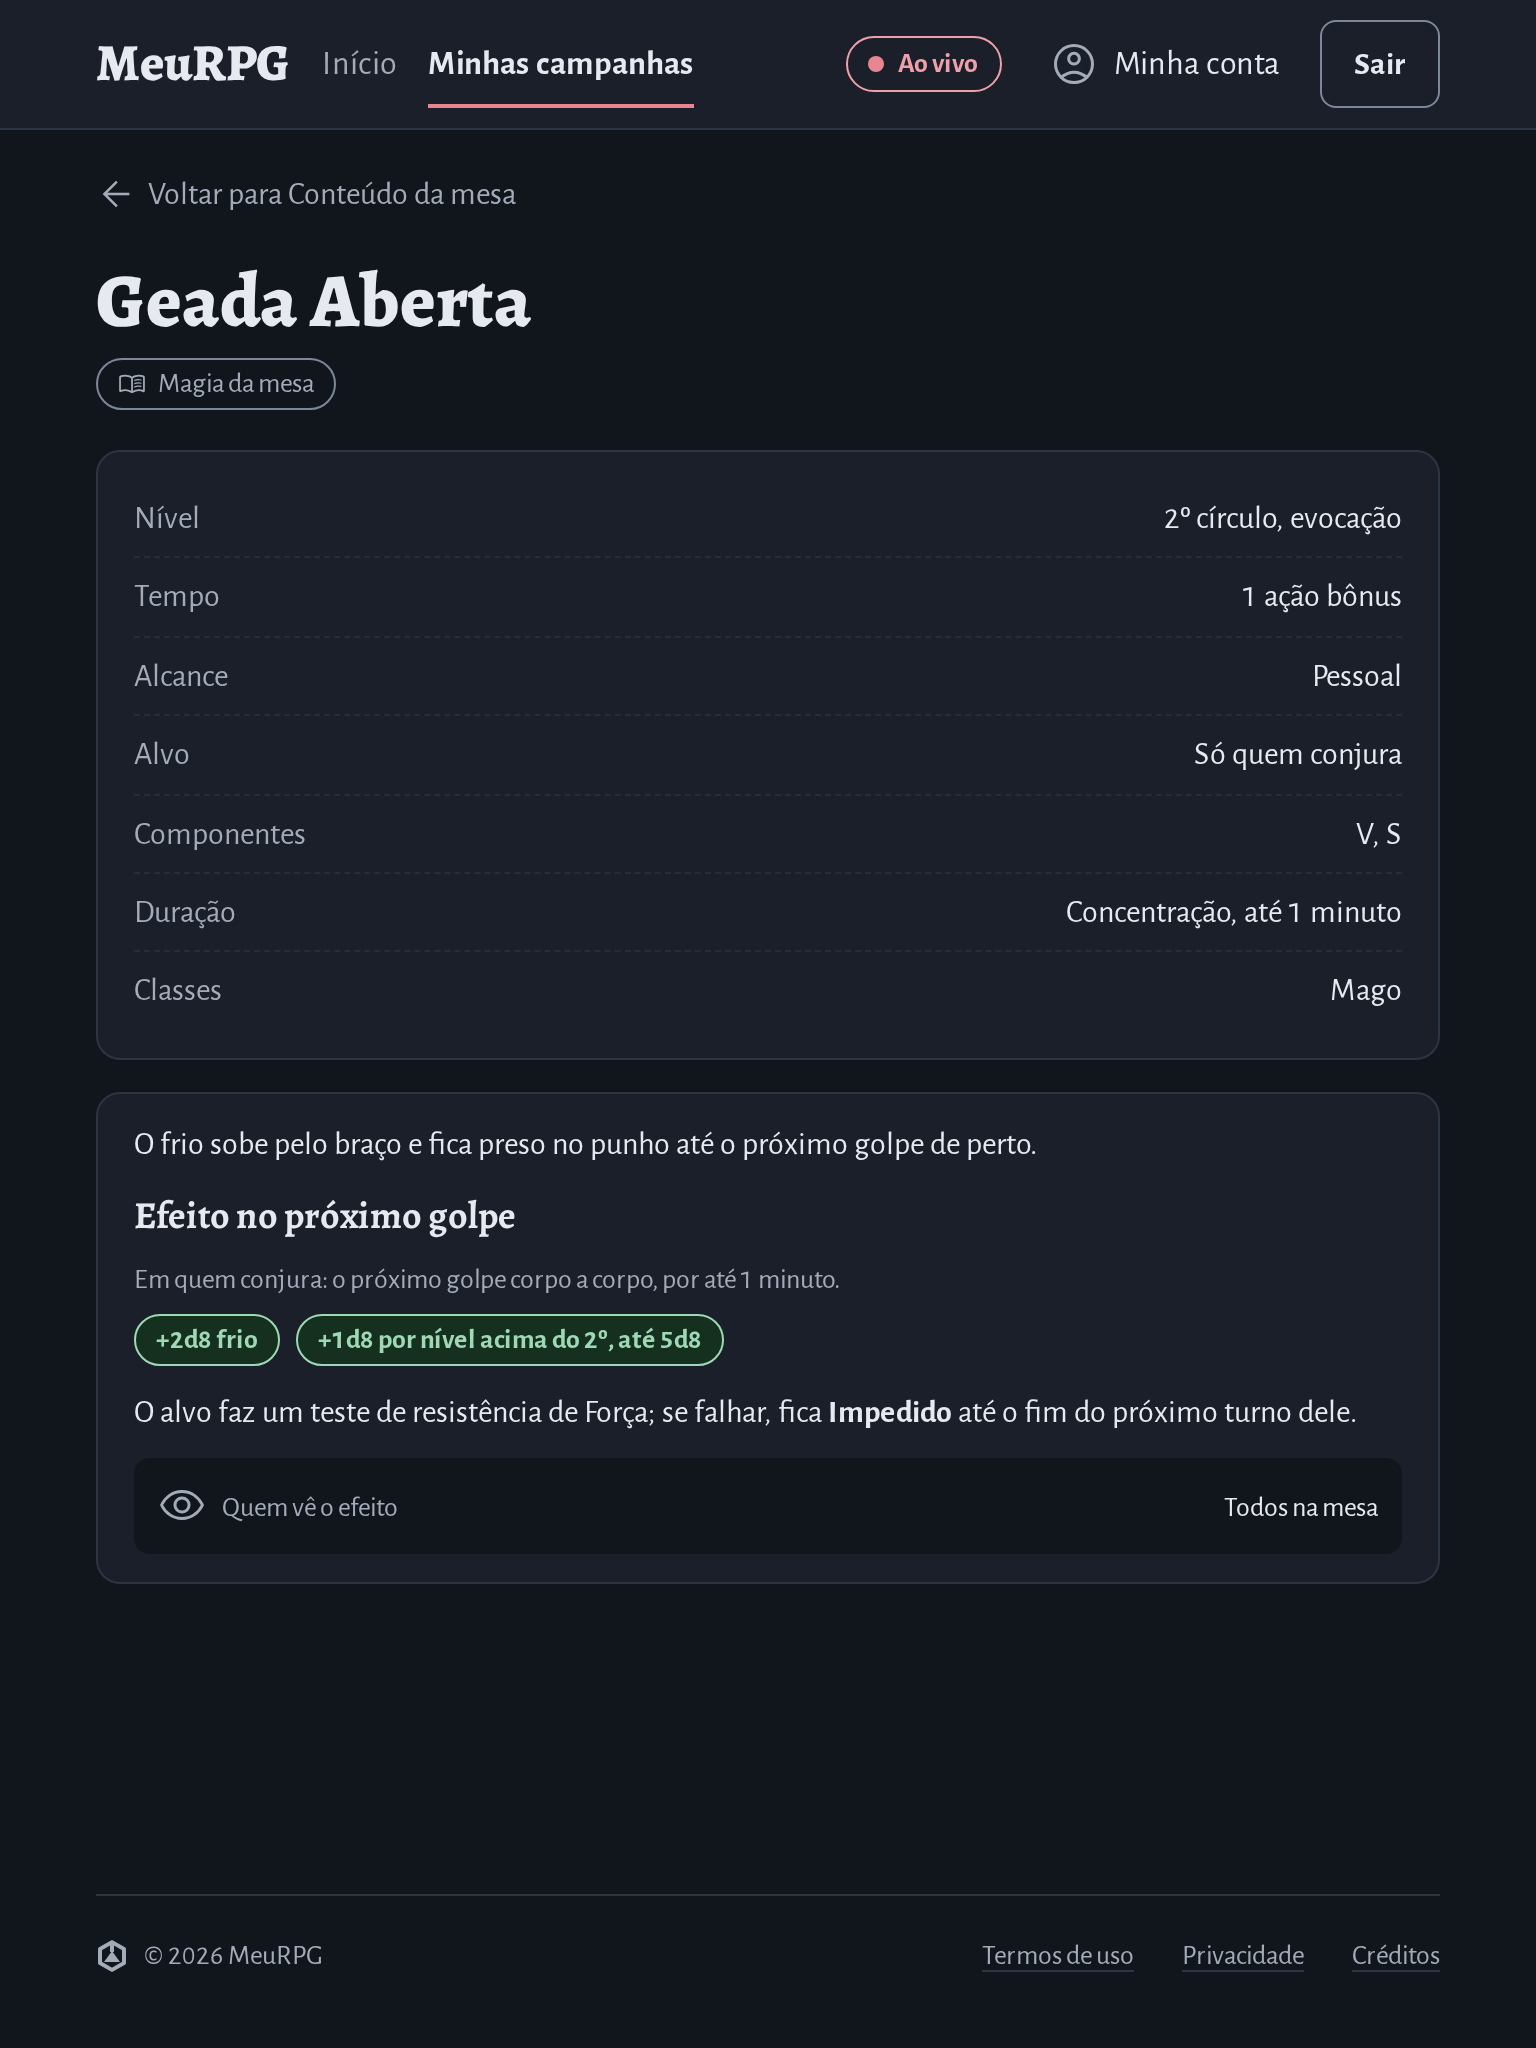 MeuRPG Início Minhas campanhas Ao vivo Minha conta Sair
Voltar para Conteúdo da mesa
Geada Aberta
Magia da mesa
Nível 2º círculo, evocação
Tempo 1 ação bônus
Alcance Pessoal
Alvo Só quem conjura
Componentes V, S
Duração Concentração, até 1 minuto
Classes Mago
O frio sobe pelo braço e fica preso no punho até o próximo golpe de perto.
Efeito no próximo golpe
Em quem conjura: o próximo golpe corpo a corpo, por até 1 minuto.
+2d8 frio +1d8 por nível acima do 2º, até 5d8
O alvo faz um teste de resistência de Força; se falhar, fica Impedido até o fim do próximo turno dele.
Quem vê o efeito Todos na mesa
© 2026 MeuRPG Termos de uso Privacidade Créditos